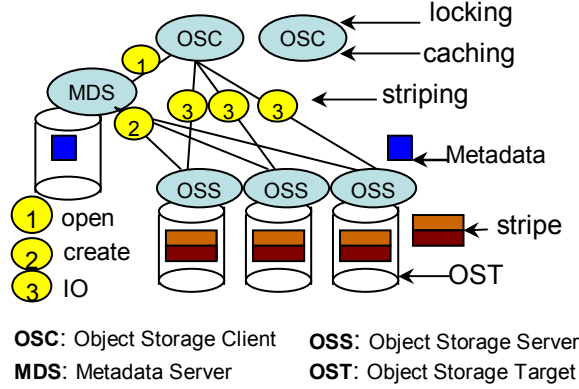 locking
OSC OSC
caching
1
MDS
striping
2 3 3 3
Metadata
OSS OSS OSS
1 open
stripe
2 create
3 IO
OST
OSC: Object Storage Client OSS: Object Storage Server
MDS: Metadata Server OST: Object Storage Target